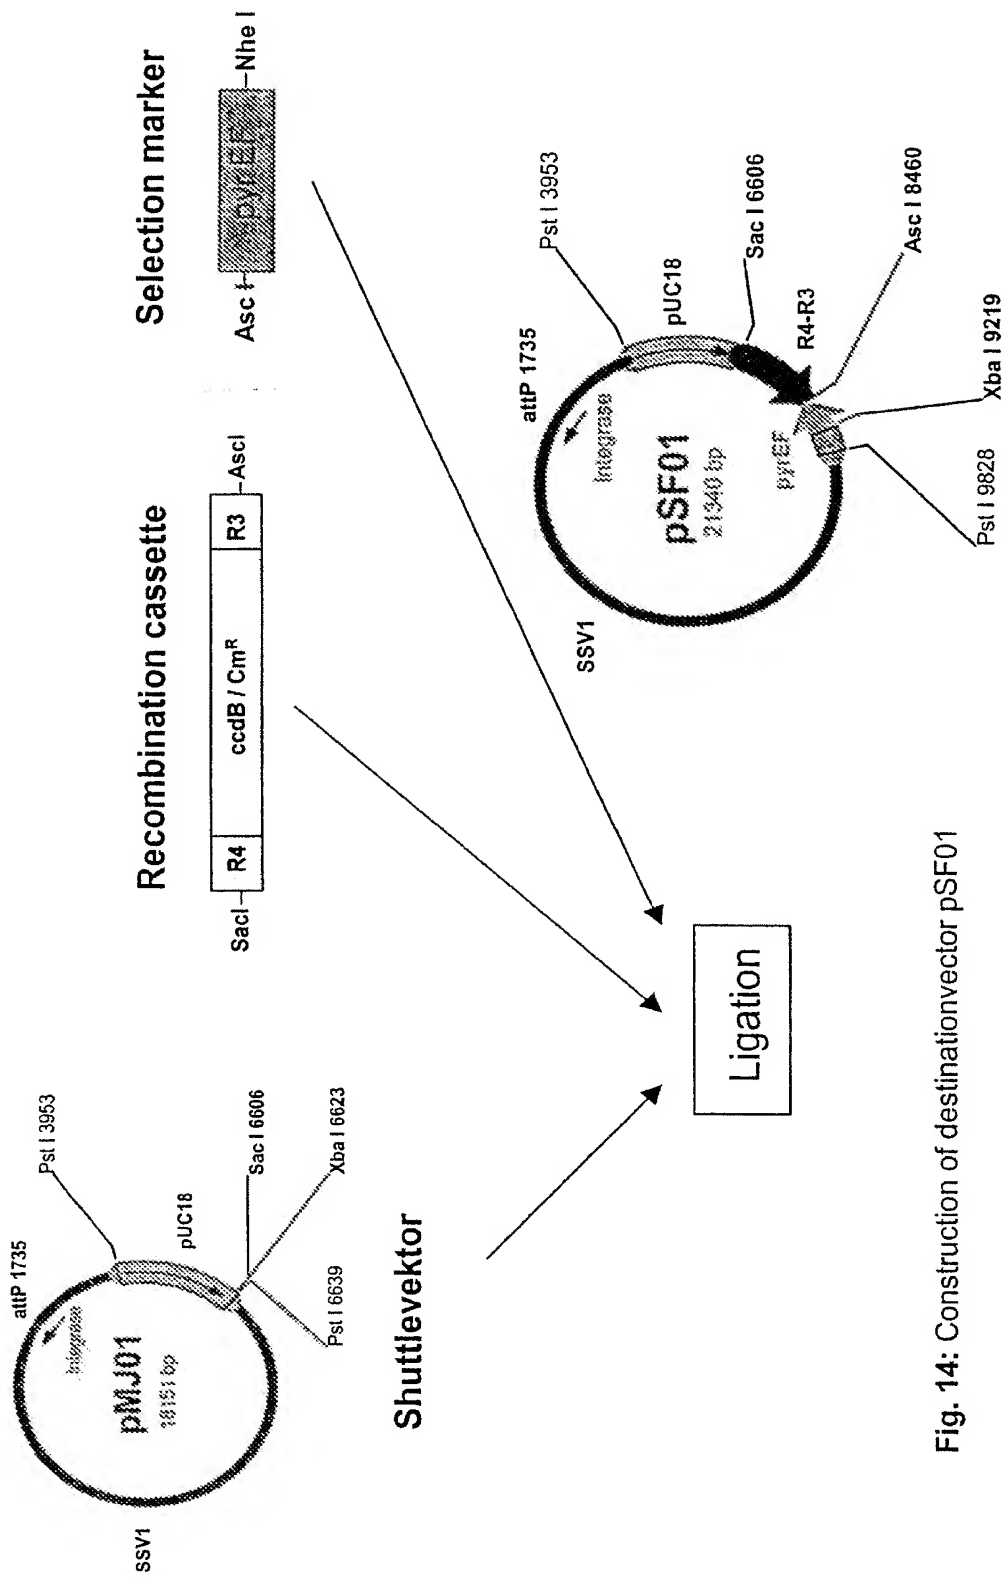 Selection marker
Asc I
pyrEF
Nhe I
Recombination cassette
SacI
R4
ccdB / CmR
R3
AscI
Shuttlevektor
pMJ01
18151 bp
SSV1
Integrase
attP 1735
Pst I 3953
pUC18
Sac I 6606
Xba I 6623
Pst I 6639
Ligation
pSF01
21340 bp
SSV1
Integrase
attP 1735
Pst I 3953
pUC18
Sac I 6606
R4-R3
Asc I 8460
pyrEF
Xba I 9219
Pst I 9828
Fig. 14: Construction of destinationvector pSF01